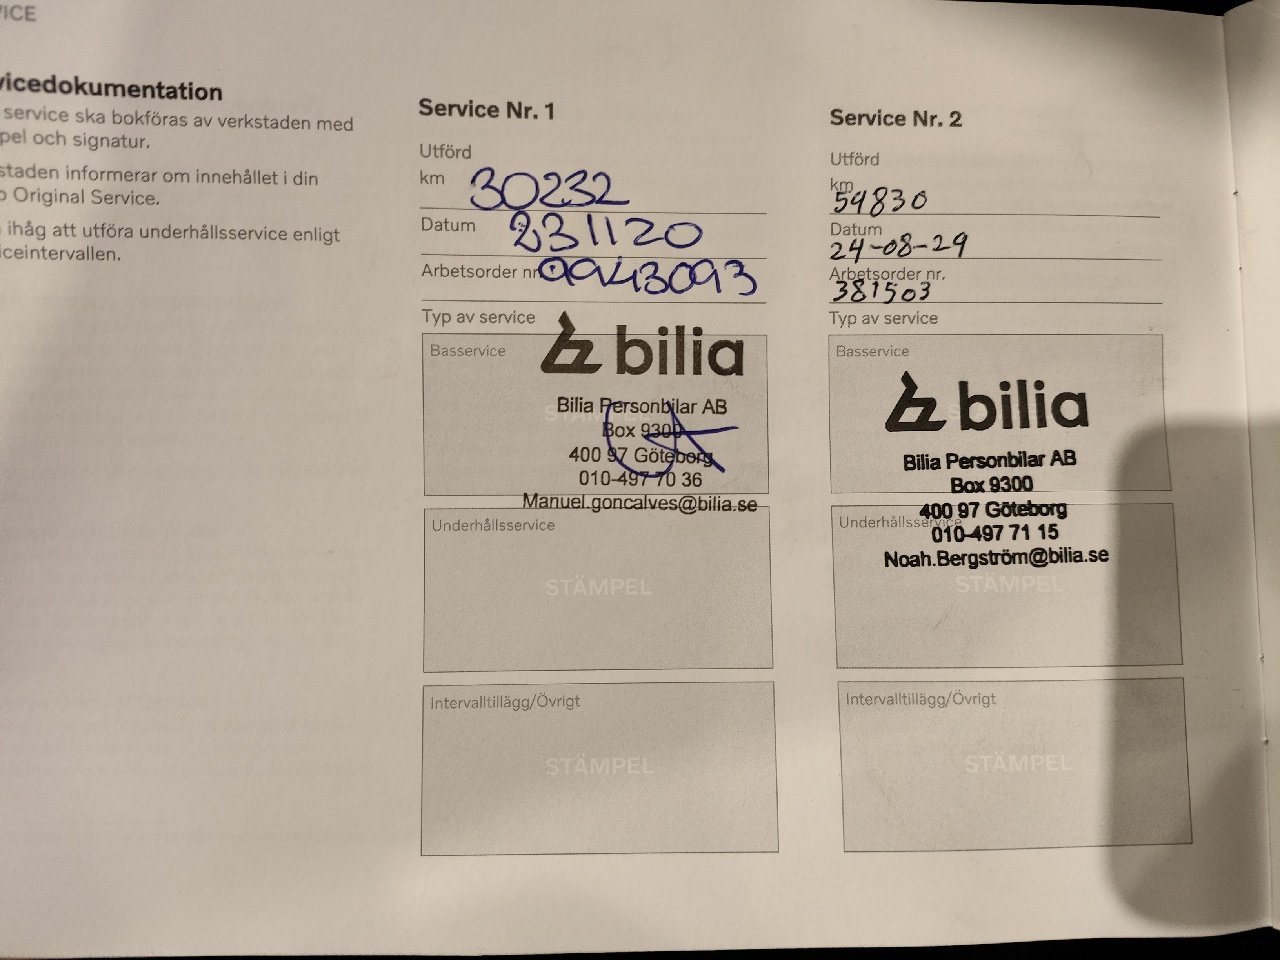 VICE
vicedokumentation
service ska bokföras av verkstaden med
pel och signatur.
staden informerar om innehållet i din
o Original Service.
ihåg att utföra underhållsservice enligt
iceintervallen.
Service Nr. 1
Utförd
km 30232
Datum 231120
Arbetsorder nr. 9943093
Typ av service
Basservice
bilia
Bilia Personbilar AB
Box 9300
400 97 Göteborg
010-497 70 36
Manuel.goncalves@bilia.se
Underhållsservice
STÄMPEL
Intervalltillägg/Övrigt
STÄMPEL
Service Nr. 2
Utförd
km
59830
Datum
24-08-29
Arbetsorder nr.
381503
Typ av service
Basservice
bilia
Bilia Personbilar AB
Box 9300
400 97 Göteborg
Underhållsservice
010-497 71 15
Noah.Bergström@bilia.se
STÄMPEL
Intervalltillägg/Övrigt
STÄMPEL